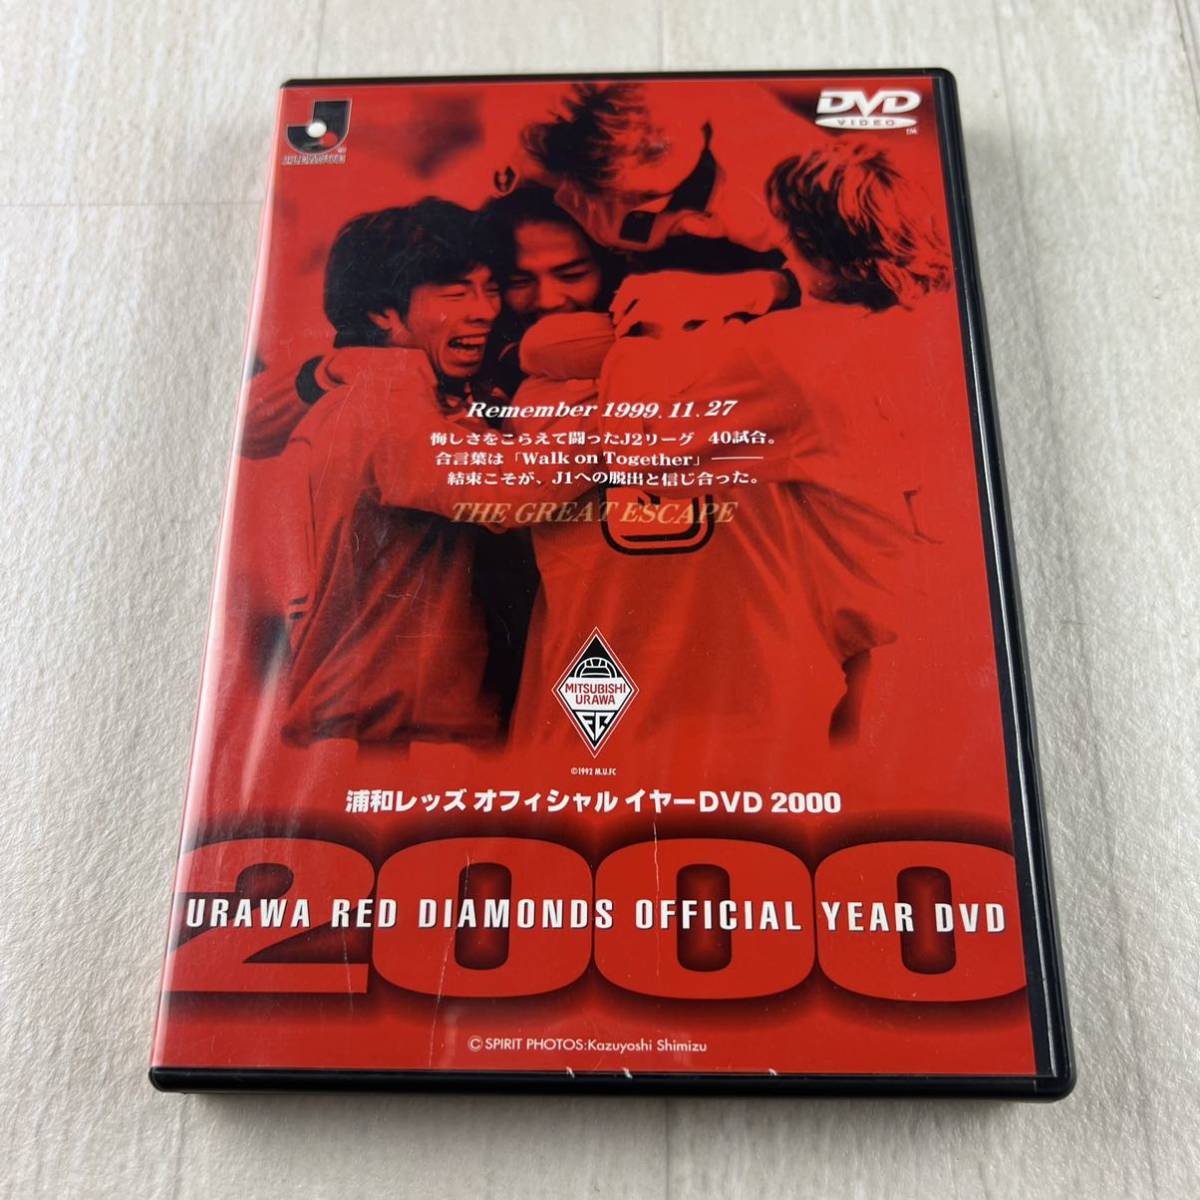 DVD
VIDEO
TM
Remember 1999.11.27
悔しさをこらえて闘ったJ2リーグ 40試合。
合言葉は「Walk on Together」――
結束こそが、J1への脱出と信じ合った。
THE GREAT ESCAPE
MITSUBISHI
URAWA
F.C
©1992 M.U.FC
浦和レッズ オフィシャル イヤーDVD 2000
2000
URAWA RED DIAMONDS OFFICIAL YEAR DVD
© SPIRIT PHOTOS:Kazuyoshi Shimizu